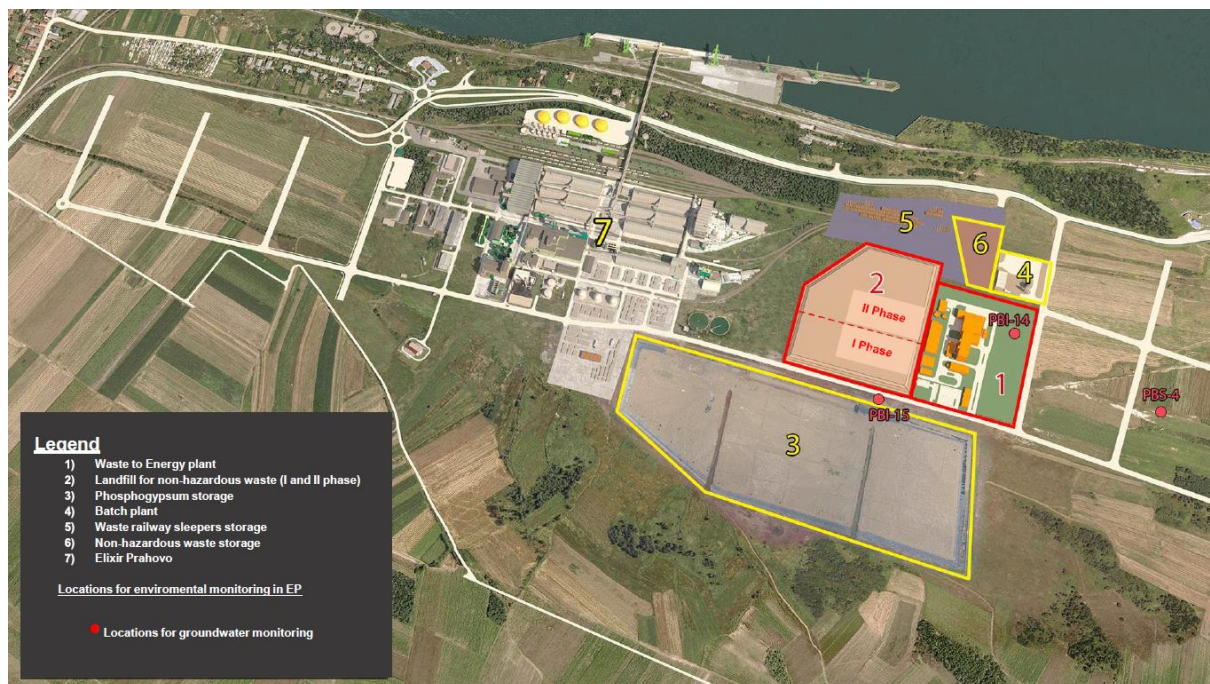 5
6
7
4
2
II Phase
PBI-14
I Phase
1
PBI-15
PBS-4
3
Legend
1) Waste to Energy plant
2) Landfill for non-hazardous waste (I and II phase)
3) Phosphogypsum storage
4) Batch plant
5) Waste railway sleepers storage
6) Non-hazardous waste storage
7) Elixir Prahovo
Locations for enviromental monitoring in EP
Locations for groundwater monitoring